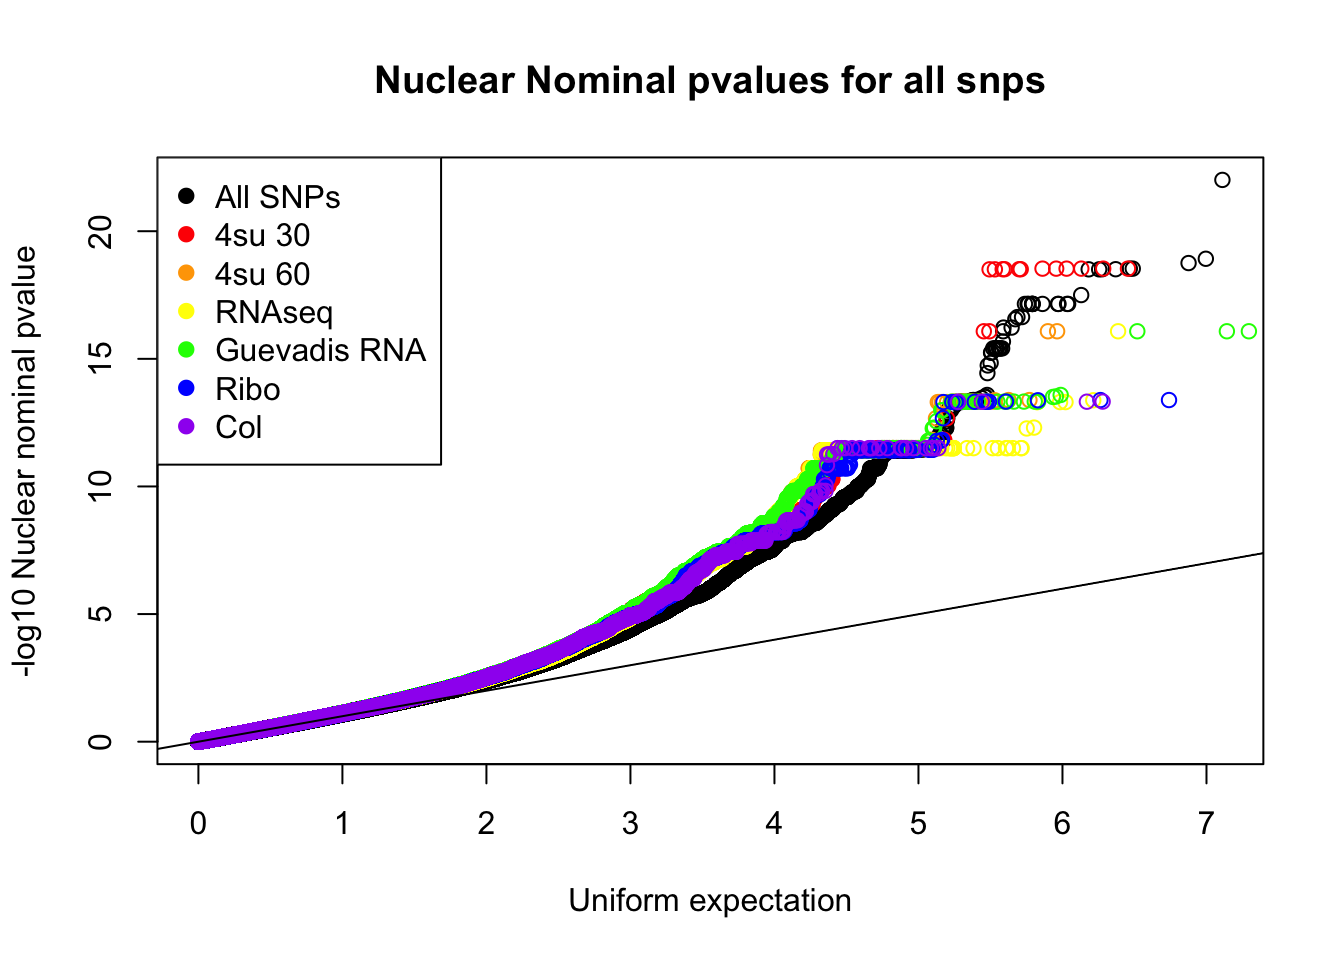 Nuclear Nominal pvalues for all snps
-log10 Nuclear nominal pvalue
20
15
10
5
0
All SNPs
4su 30
4su 60
RNAseq
Guevadis RNA
Ribo
Col
0 1 2 3 4 5 6 7
Uniform expectation